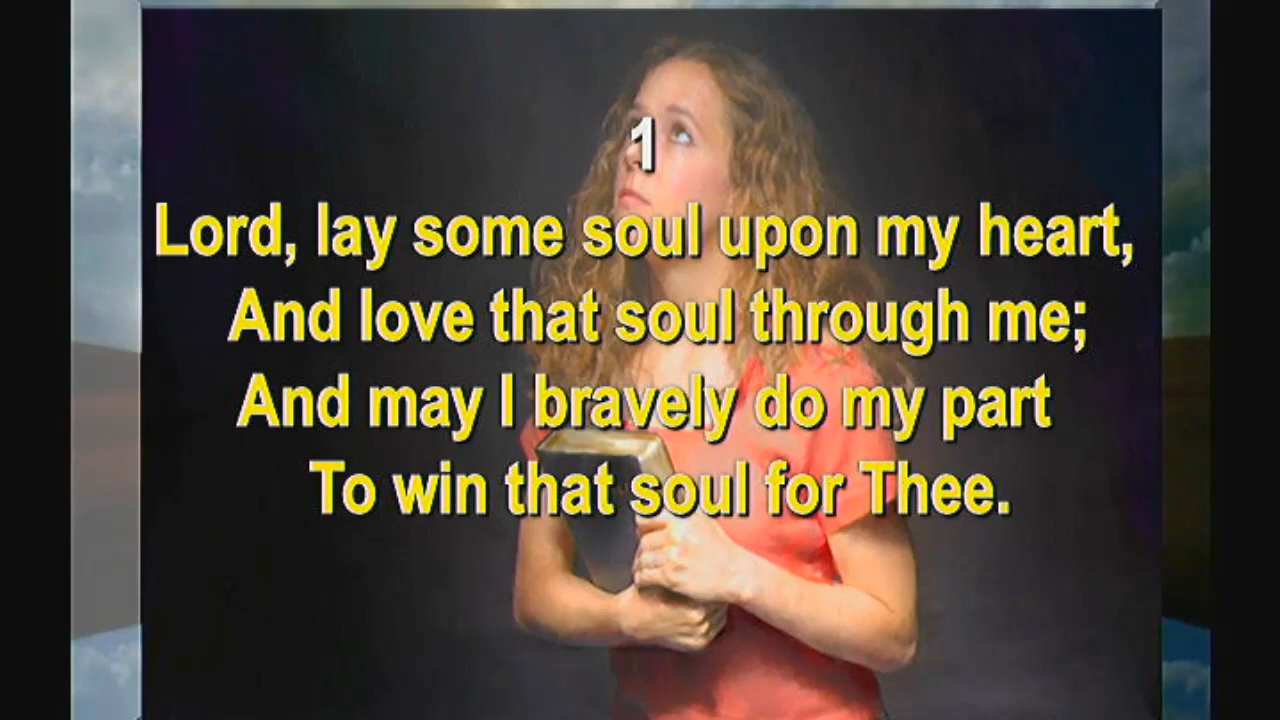 1
Lord, lay some soul upon my heart,
And love that soul through me;
And may I bravely do my part
To win that soul for Thee.